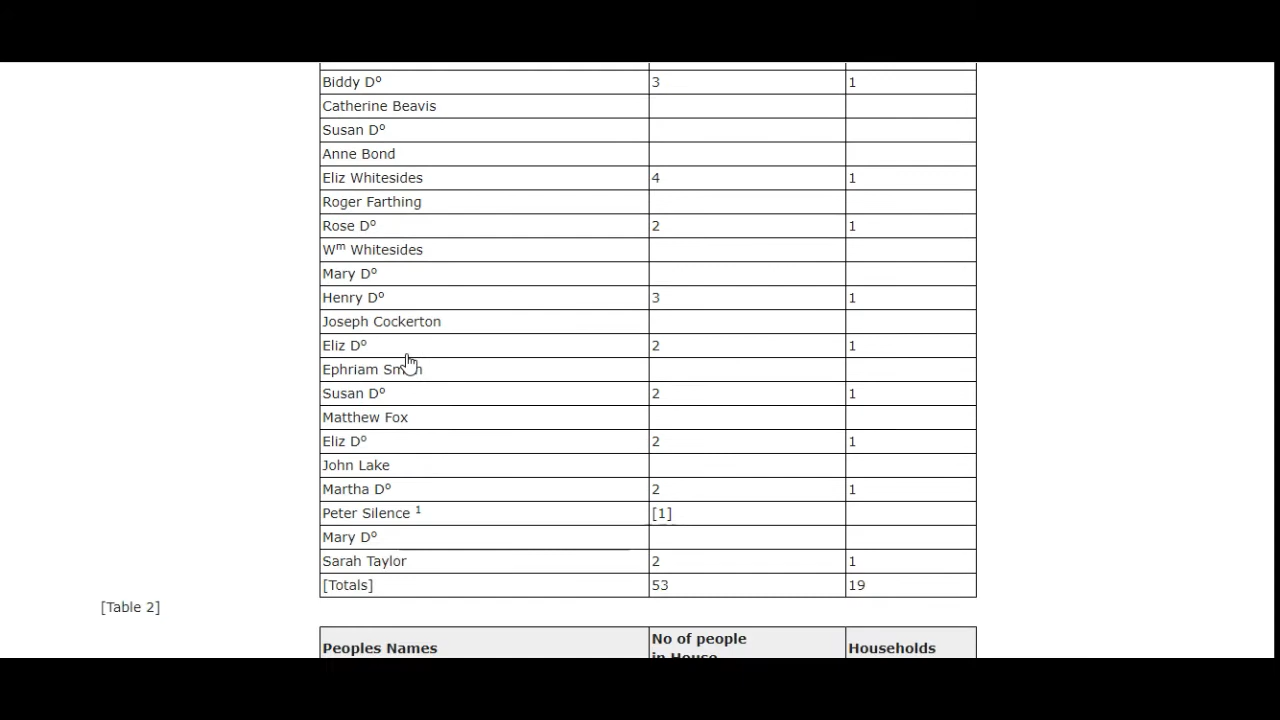 Biddy Dº 3 1
Catherine Beavis
Susan Dº
Anne Bond
Eliz Whitesides 4 1
Roger Farthing
Rose Dº 2 1
Wᵐ Whitesides
Mary Dº
Henry Dº 3 1
Joseph Cockerton
Eliz Dº 2 1
Ephriam Smith
Susan Dº 2 1
Matthew Fox
Eliz Dº 2 1
John Lake
Martha Dº 2 1
Peter Silence ¹ [1]
Mary Dº
Sarah Taylor 2 1
[Totals] 53 19
[Table 2]
Peoples Names No of people in House Households